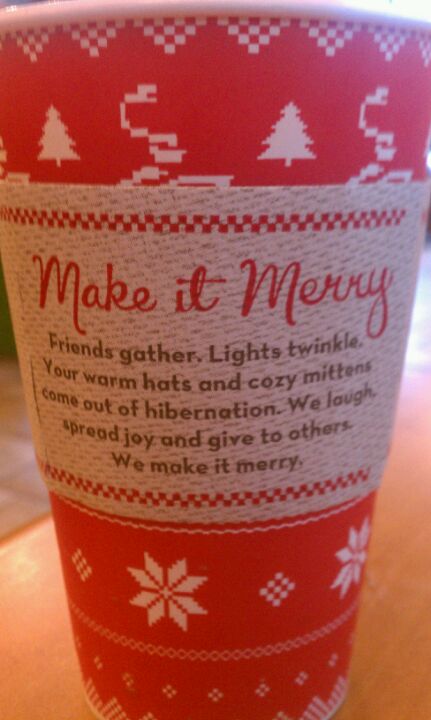 Make it Merry
Friends gather. Lights twinkle.
Your warm hats and cozy mittens
come out of hibernation. We laugh,
spread joy and give to others.
We make it merry.